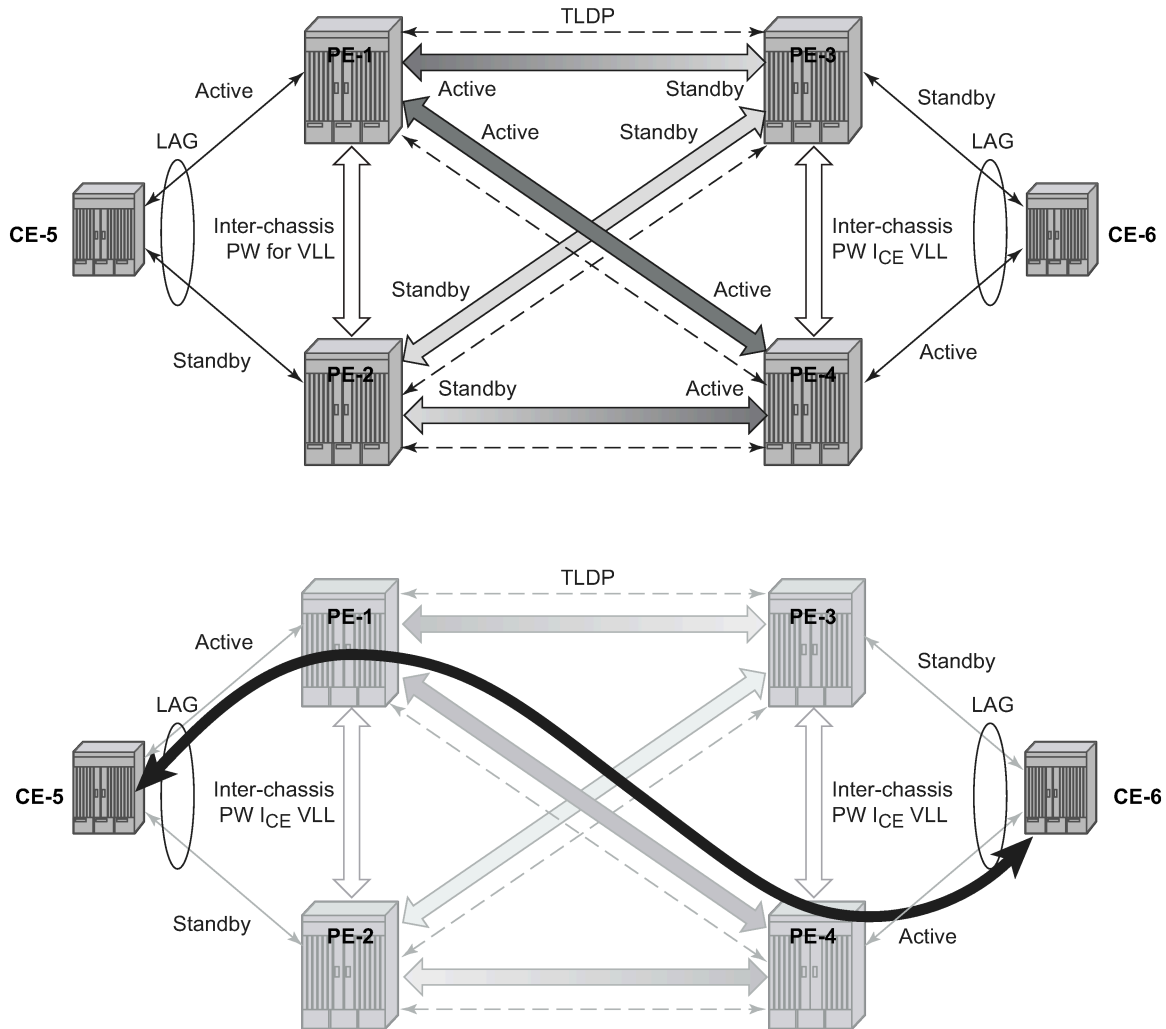 TLDP
PE-1
PE-3
Active
Active
Standby
Standby
Active
Standby
LAG
LAG
CE-5
Inter-chassis
PW for VLL
Inter-chassis
PW ICE VLL
CE-6
Standby
Active
Standby
PE-2
Standby
Active
PE-4
Active
TLDP
PE-1
PE-3
Active
Standby
LAG
LAG
CE-5
Inter-chassis
PW ICE VLL
Inter-chassis
PW ICE VLL
CE-6
Standby
PE-2
PE-4
Active